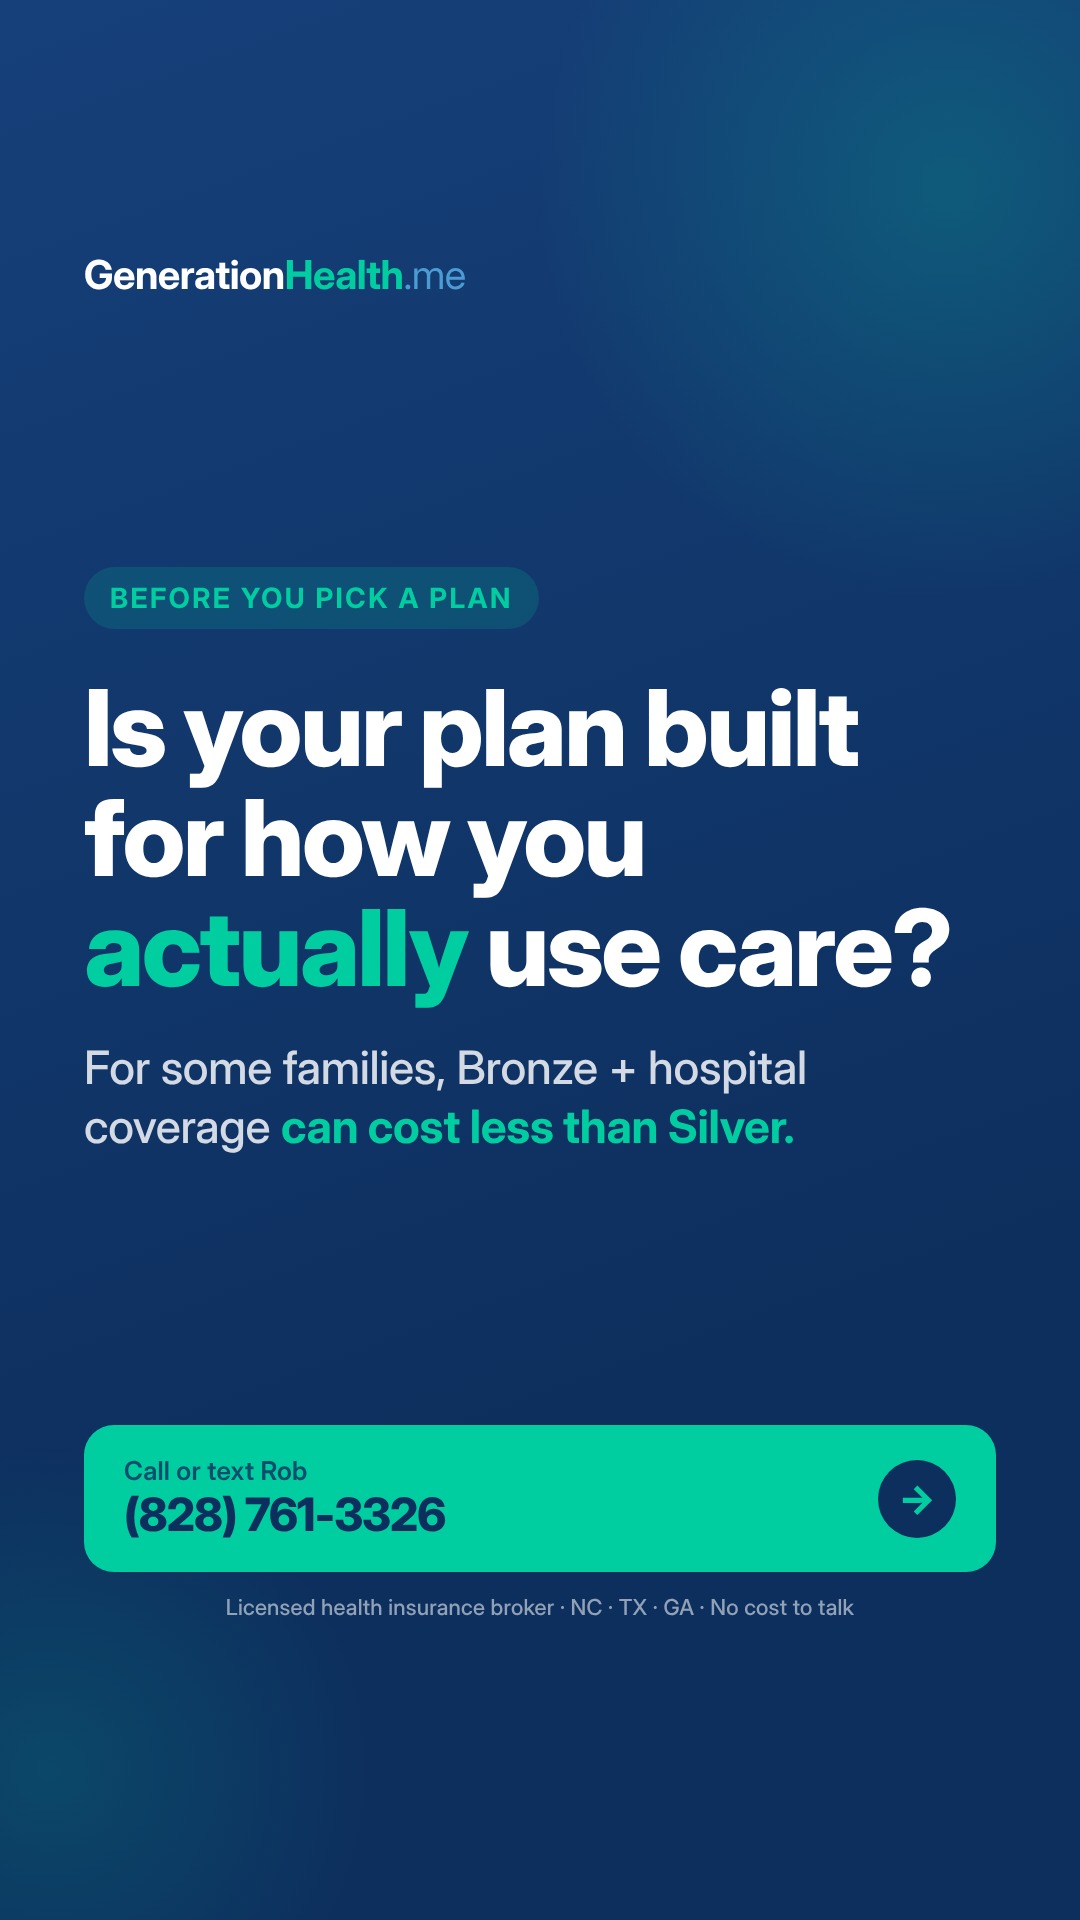 GenerationHealth.me
BEFORE YOU PICK A PLAN
Is your plan built
for how you
actually use care?
For some families, Bronze + hospital
coverage can cost less than Silver.
Call or text Rob
(828) 761-3326
Licensed health insurance broker · NC · TX · GA · No cost to talk